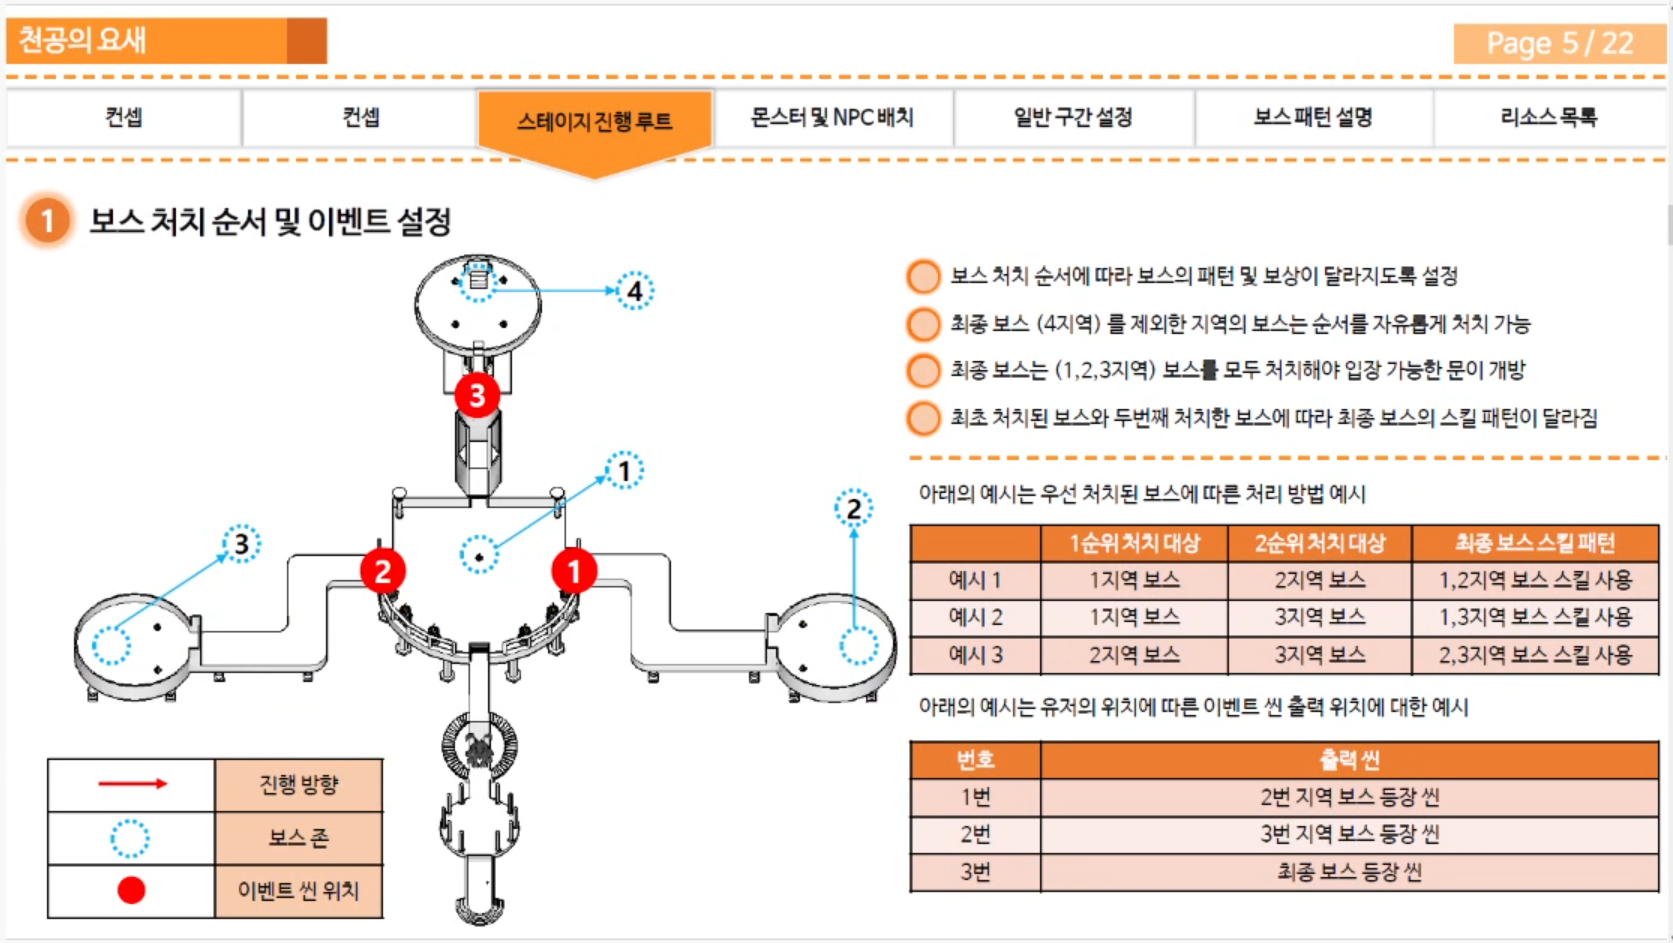 천공의 요새
Page 5 / 22
컨셉
컨셉
스테이지 진행 루트
몬스터 및 NPC 배치
일반 구간 설정
보스 패턴 설명
리소스 목록
1 보스 처치 순서 및 이벤트 설정
4
3
1
2
3
2
1
진행 방향
보스 존
이벤트 씬 위치
보스 처치 순서에 따라 보스의 패턴 및 보상이 달라지도록 설정
최종 보스 (4지역) 를 제외한 지역의 보스는 순서를 자유롭게 처치 가능
최종 보스는 (1,2,3지역) 보스를 모두 처치해야 입장 가능한 문이 개방
최초 처치된 보스와 두번째 처치한 보스에 따라 최종 보스의 스킬 패턴이 달라짐
아래의 예시는 우선 처치된 보스에 따른 처리 방법 예시
1순위 처치 대상 2순위 처치 대상 최종 보스 스킬 패턴
예시 1 1지역 보스 2지역 보스 1,2지역 보스 스킬 사용
예시 2 1지역 보스 3지역 보스 1,3지역 보스 스킬 사용
예시 3 2지역 보스 3지역 보스 2,3지역 보스 스킬 사용
아래의 예시는 유저의 위치에 따른 이벤트 씬 출력 위치에 대한 예시
번호 출력 씬
1번 2번 지역 보스 등장 씬
2번 3번 지역 보스 등장 씬
3번 최종 보스 등장 씬